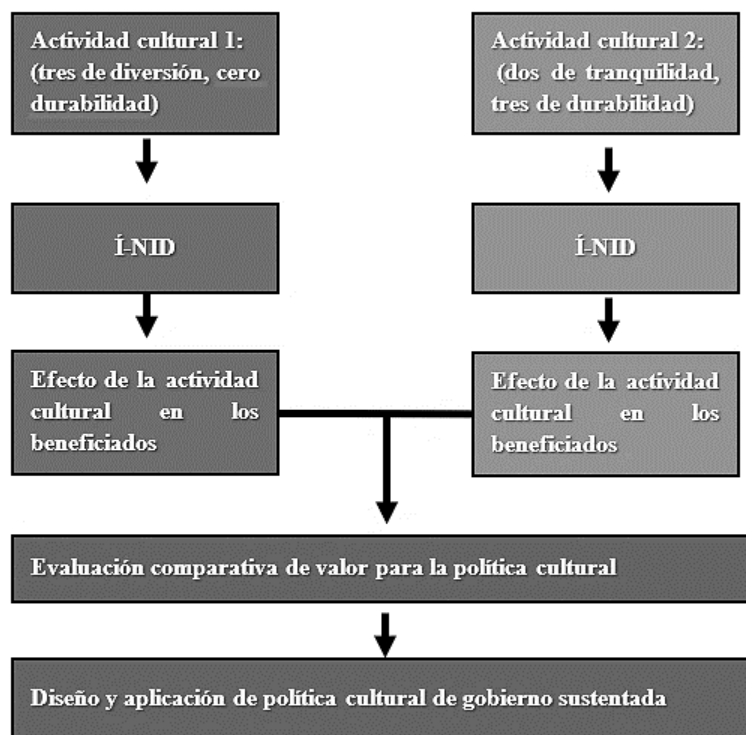 Actividad cultural 1:
(tres de diversión, cero
durabilidad)
Actividad cultural 2:
(dos de tranquilidad,
tres de durabilidad)
Í-NID
Í-NID
Efecto de la actividad
cultural en los
beneficiados
Efecto de la actividad
cultural en los
beneficiados
Evaluación comparativa de valor para la política cultural
Diseño y aplicación de política cultural de gobierno sustentada